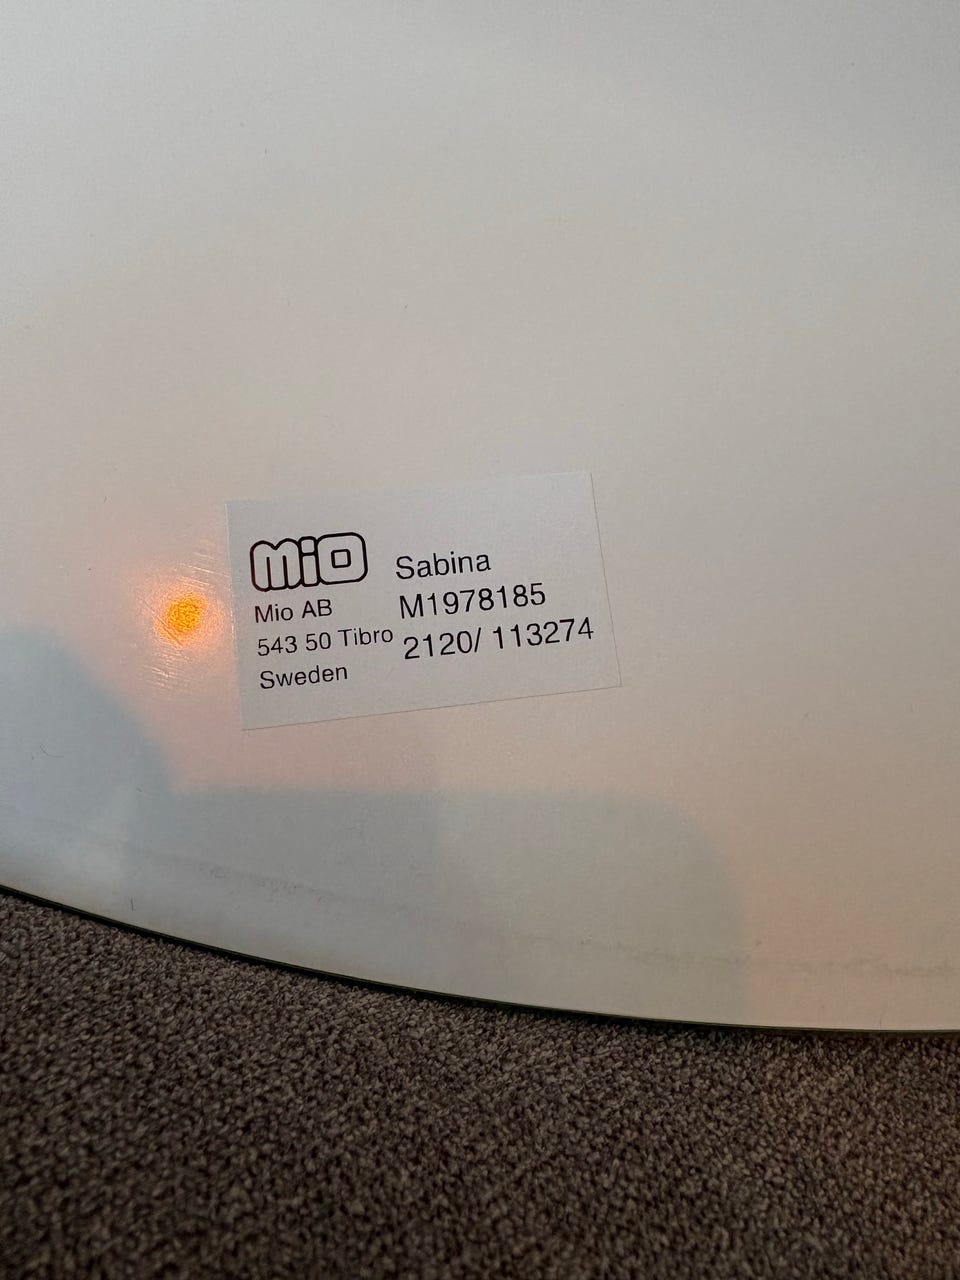 mio
Mio AB
543 50 Tibro
Sweden
Sabina
M1978185
2120/ 113274